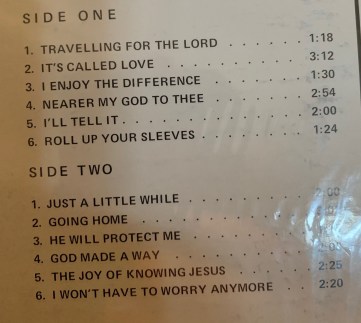 SIDE ONE
1. TRAVELLING FOR THE LORD . . . . . . 1:18
2. IT'S CALLED LOVE . . . . . . . . . 3:12
3. I ENJOY THE DIFFERENCE . . . . . . 1:30
4. NEARER MY GOD TO THEE . . . . . . 2:54
5. I'LL TELL IT . . . . . . . . . . . 2:00
6. ROLL UP YOUR SLEEVES . . . . . . . 1:24
SIDE TWO
1. JUST A LITTLE WHILE . . . . . . .
2. GOING HOME . . . . . . . . .
3. HE WILL PROTECT ME . . . . . .
4. GOD MADE A WAY . . . . . . .
5. THE JOY OF KNOWING JESUS . . . . 2:25
6. I WON'T HAVE TO WORRY ANYMORE . . 2:20